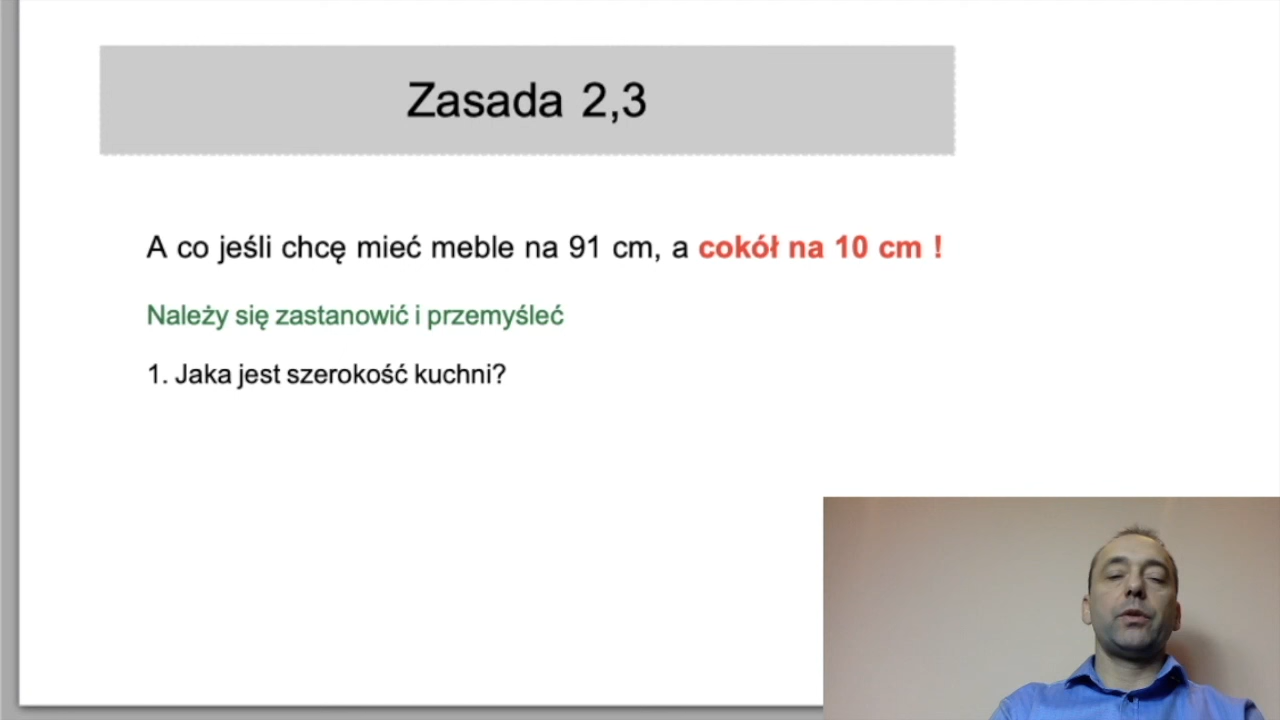 Zasada 2,3
A co jeśli chcę mieć meble na 91 cm, a cokół na 10 cm !
Należy się zastanowić i przemyśleć
1. Jaka jest szerokość kuchni?